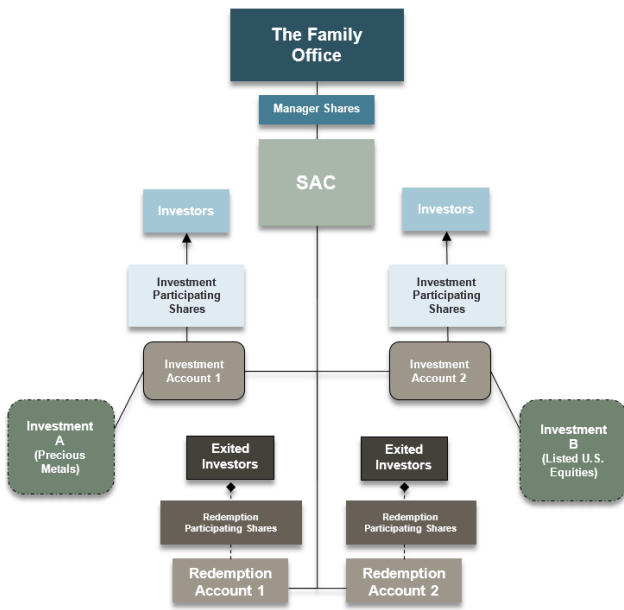 The Family
Office
Manager Shares
SAC
Investors
Investors
Investment
Participating
Shares
Investment
Participating
Shares
Investment
Account 1
Investment
Account 2
Investment
A
(Precious
Metals)
Investment
B
(Listed U.S.
Equities)
Exited
Investors
Exited
Investors
Redemption
Participating Shares
Redemption
Participating Shares
Redemption
Account 1
Redemption
Account 2